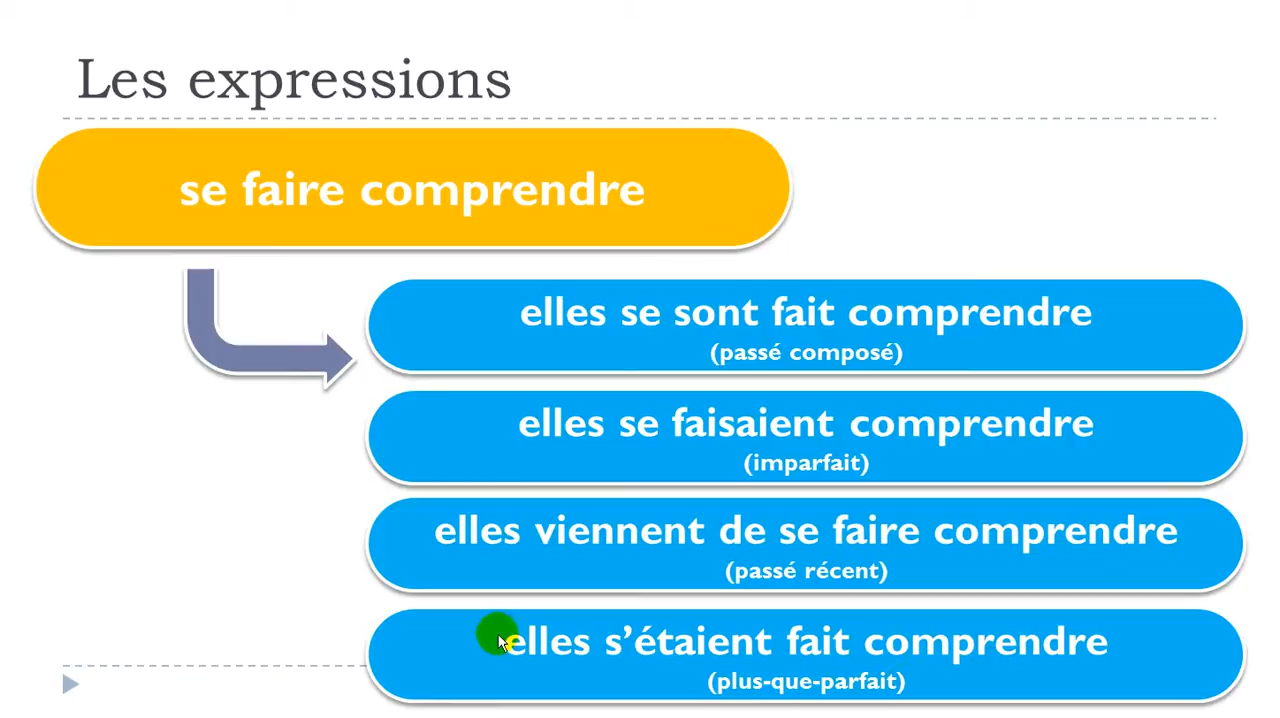 Les expressions
se faire comprendre
elles se sont fait comprendre
(passé composé)
elles se faisaient comprendre
(imparfait)
elles viennent de se faire comprendre
(passé récent)
elles s’étaient fait comprendre
(plus-que-parfait)